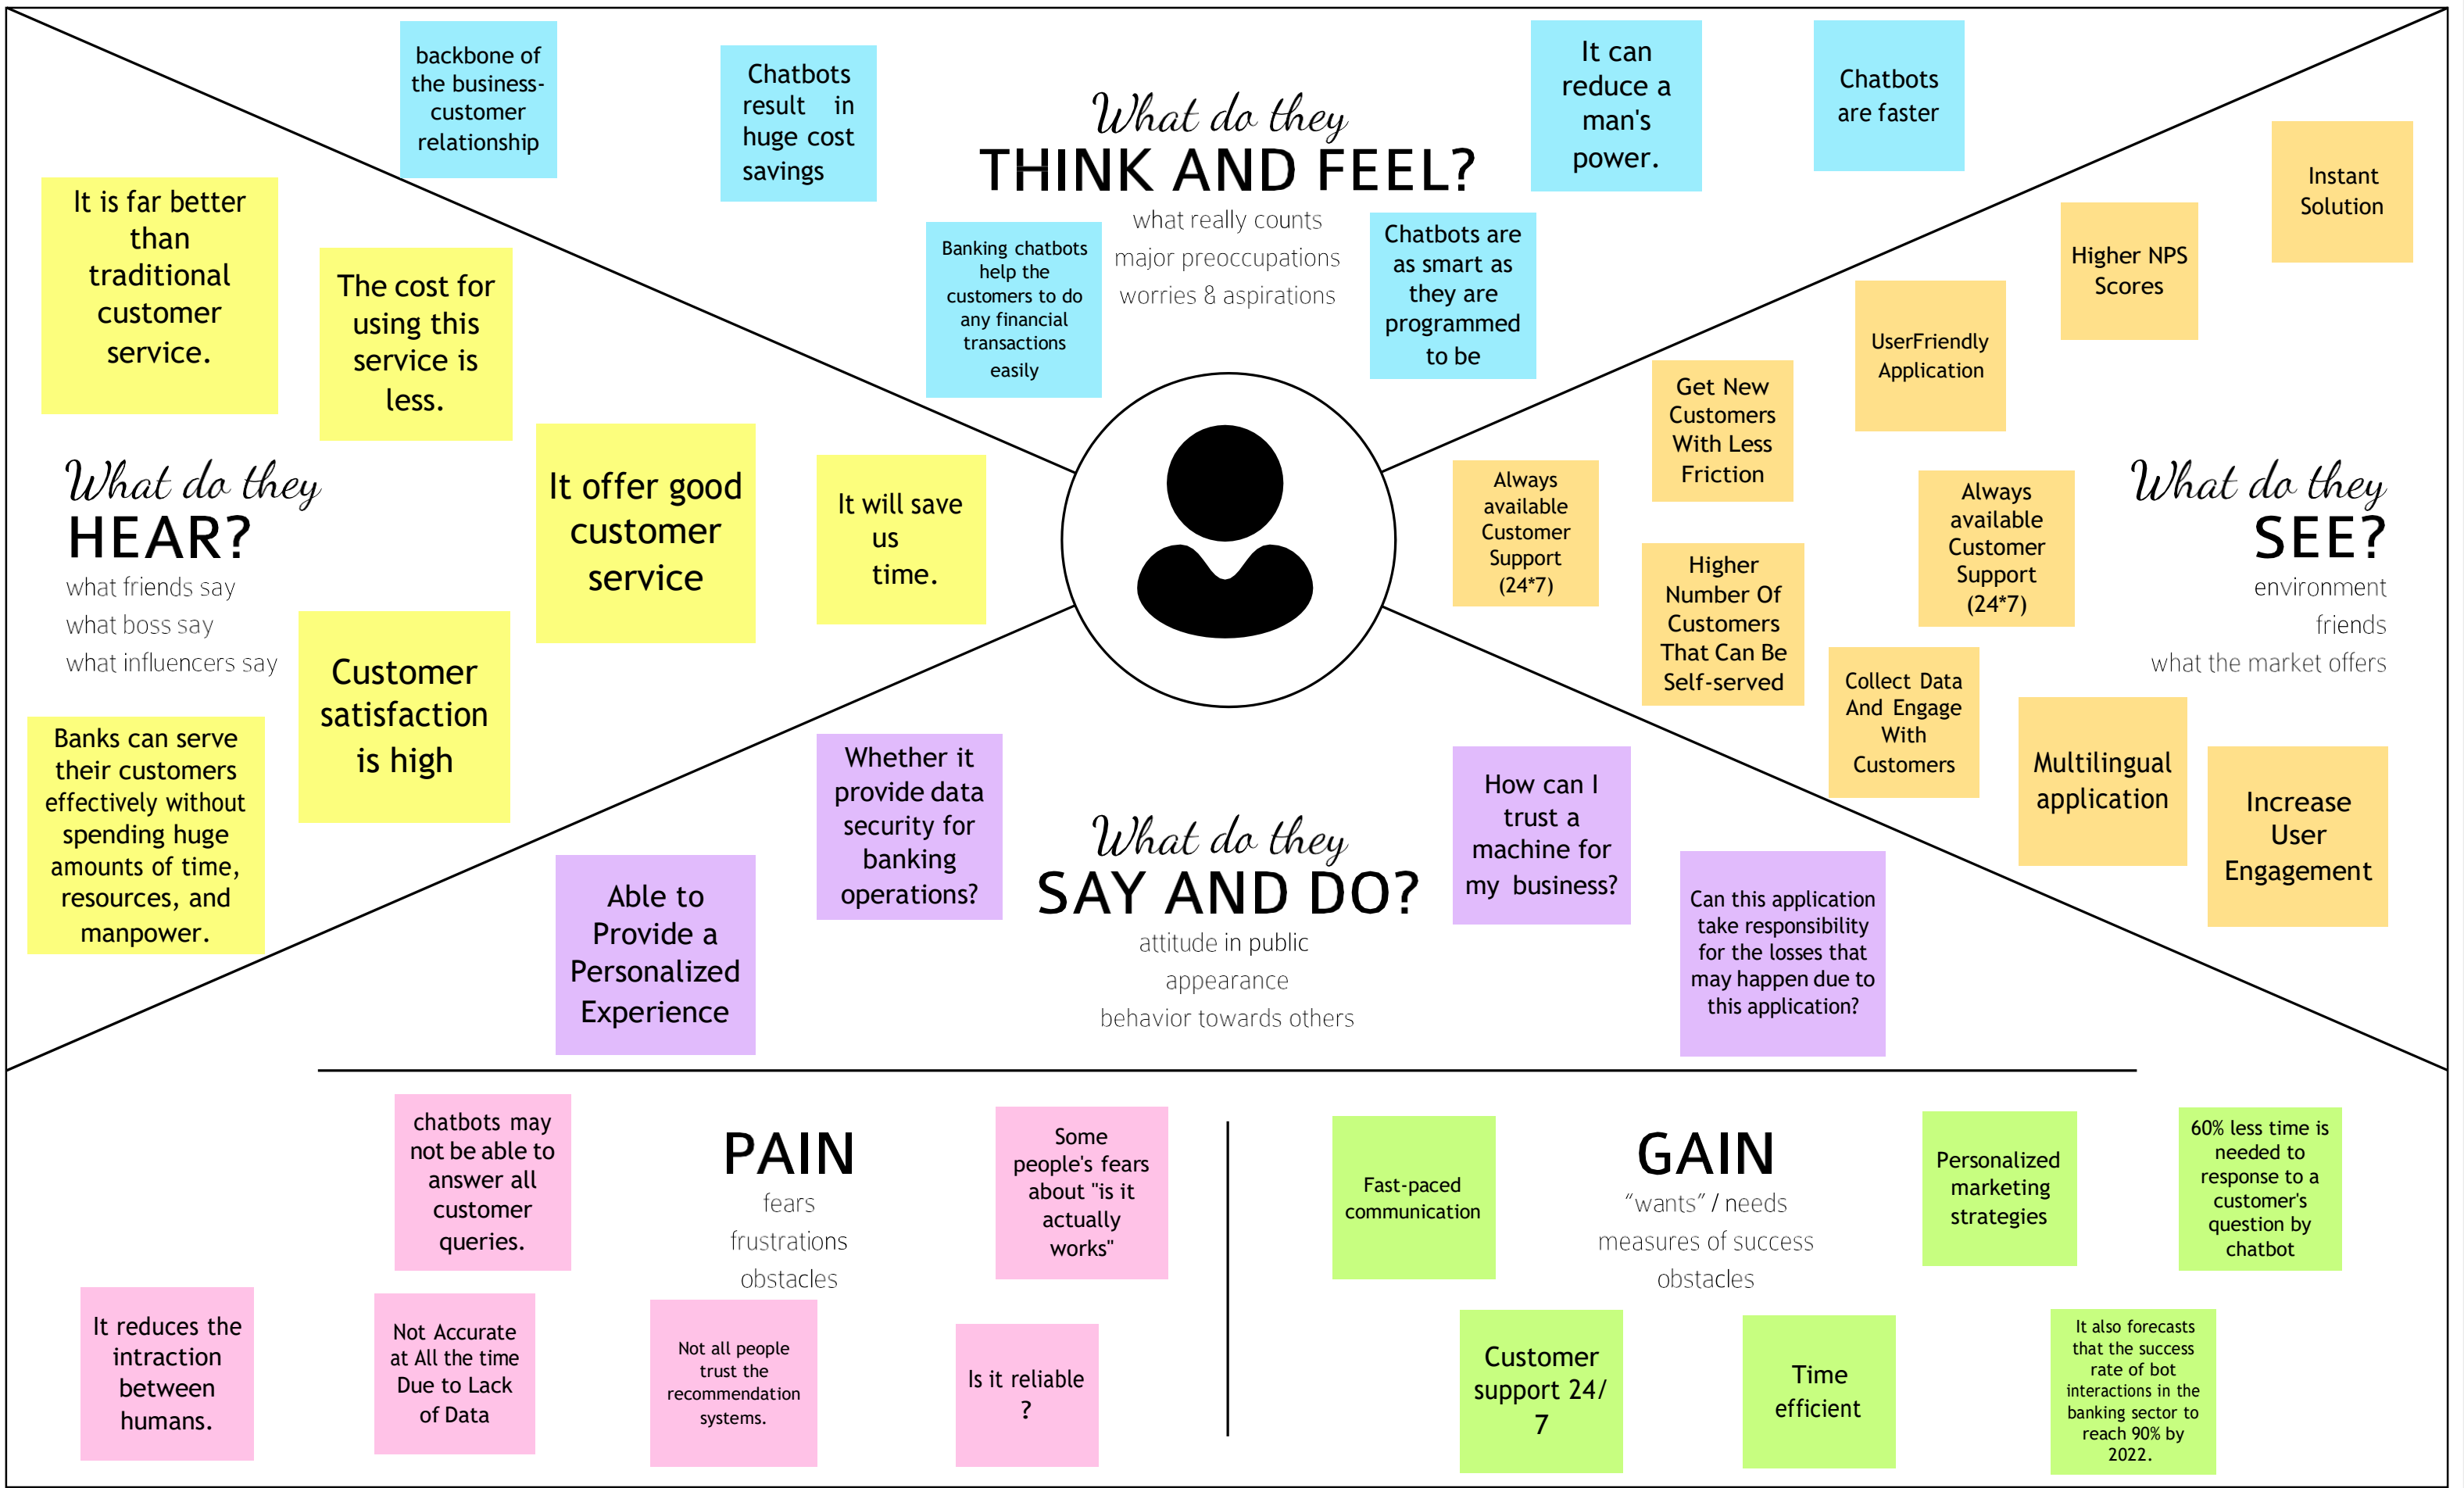 backbone of
the business-
customer
relationship
Chatbots
result in
huge cost
savings
What do they
THINK AND FEEL?
what really counts
major preoccupations
worries & aspirations
Banking chatbots
help the
customers to do
any financial
transactions
easily
Chatbots are
as smart as
they are
programmed
to be
It can
reduce a
man's
power.
Chatbots
are faster
It is far better
than
traditional
customer
service.
The cost for
using this
service is
less.
It offer good
customer
service
It will save
us
time.
What do they
HEAR?
what friends say
what boss say
what influencers say
Customer
satisfaction
is high
Banks can serve
their customers
effectively without
spending huge
amounts of time,
resources, and
manpower.
Instant
Solution
Higher NPS
Scores
UserFriendly
Application
Get New
Customers
With Less
Friction
Always
available
Customer
Support
(24*7)
Higher
Number Of
Customers
That Can Be
Self-served
Always
available
Customer
Support
(24*7)
What do they
SEE?
environment
friends
what the market offers
Collect Data
And Engage
With
Customers
Multilingual
application
Increase
User
Engagement
Able to
Provide a
Personalized
Experience
Whether it
provide data
security for
banking
operations?
What do they
SAY AND DO?
attitude in public
appearance
behavior towards others
How can I
trust a
machine for
my business?
Can this application
take responsibility
for the losses that
may happen due to
this application?
chatbots may
not be able to
answer all
customer
queries.
PAIN
fears
frustrations
obstacles
Some
people's fears
about "is it
actually
works"
It reduces the
intraction
between
humans.
Not Accurate
at All the time
Due to Lack
of Data
Not all people
trust the
recommendation
systems.
Is it reliable
?
Fast-paced
communication
GAIN
“wants” / needs
measures of success
obstacles
Personalized
marketing
strategies
60% less time is
needed to
response to a
customer's
question by
chatbot
Customer
support 24/
7
Time
efficient
It also forecasts
that the success
rate of bot
interactions in the
banking sector to
reach 90% by
2022.